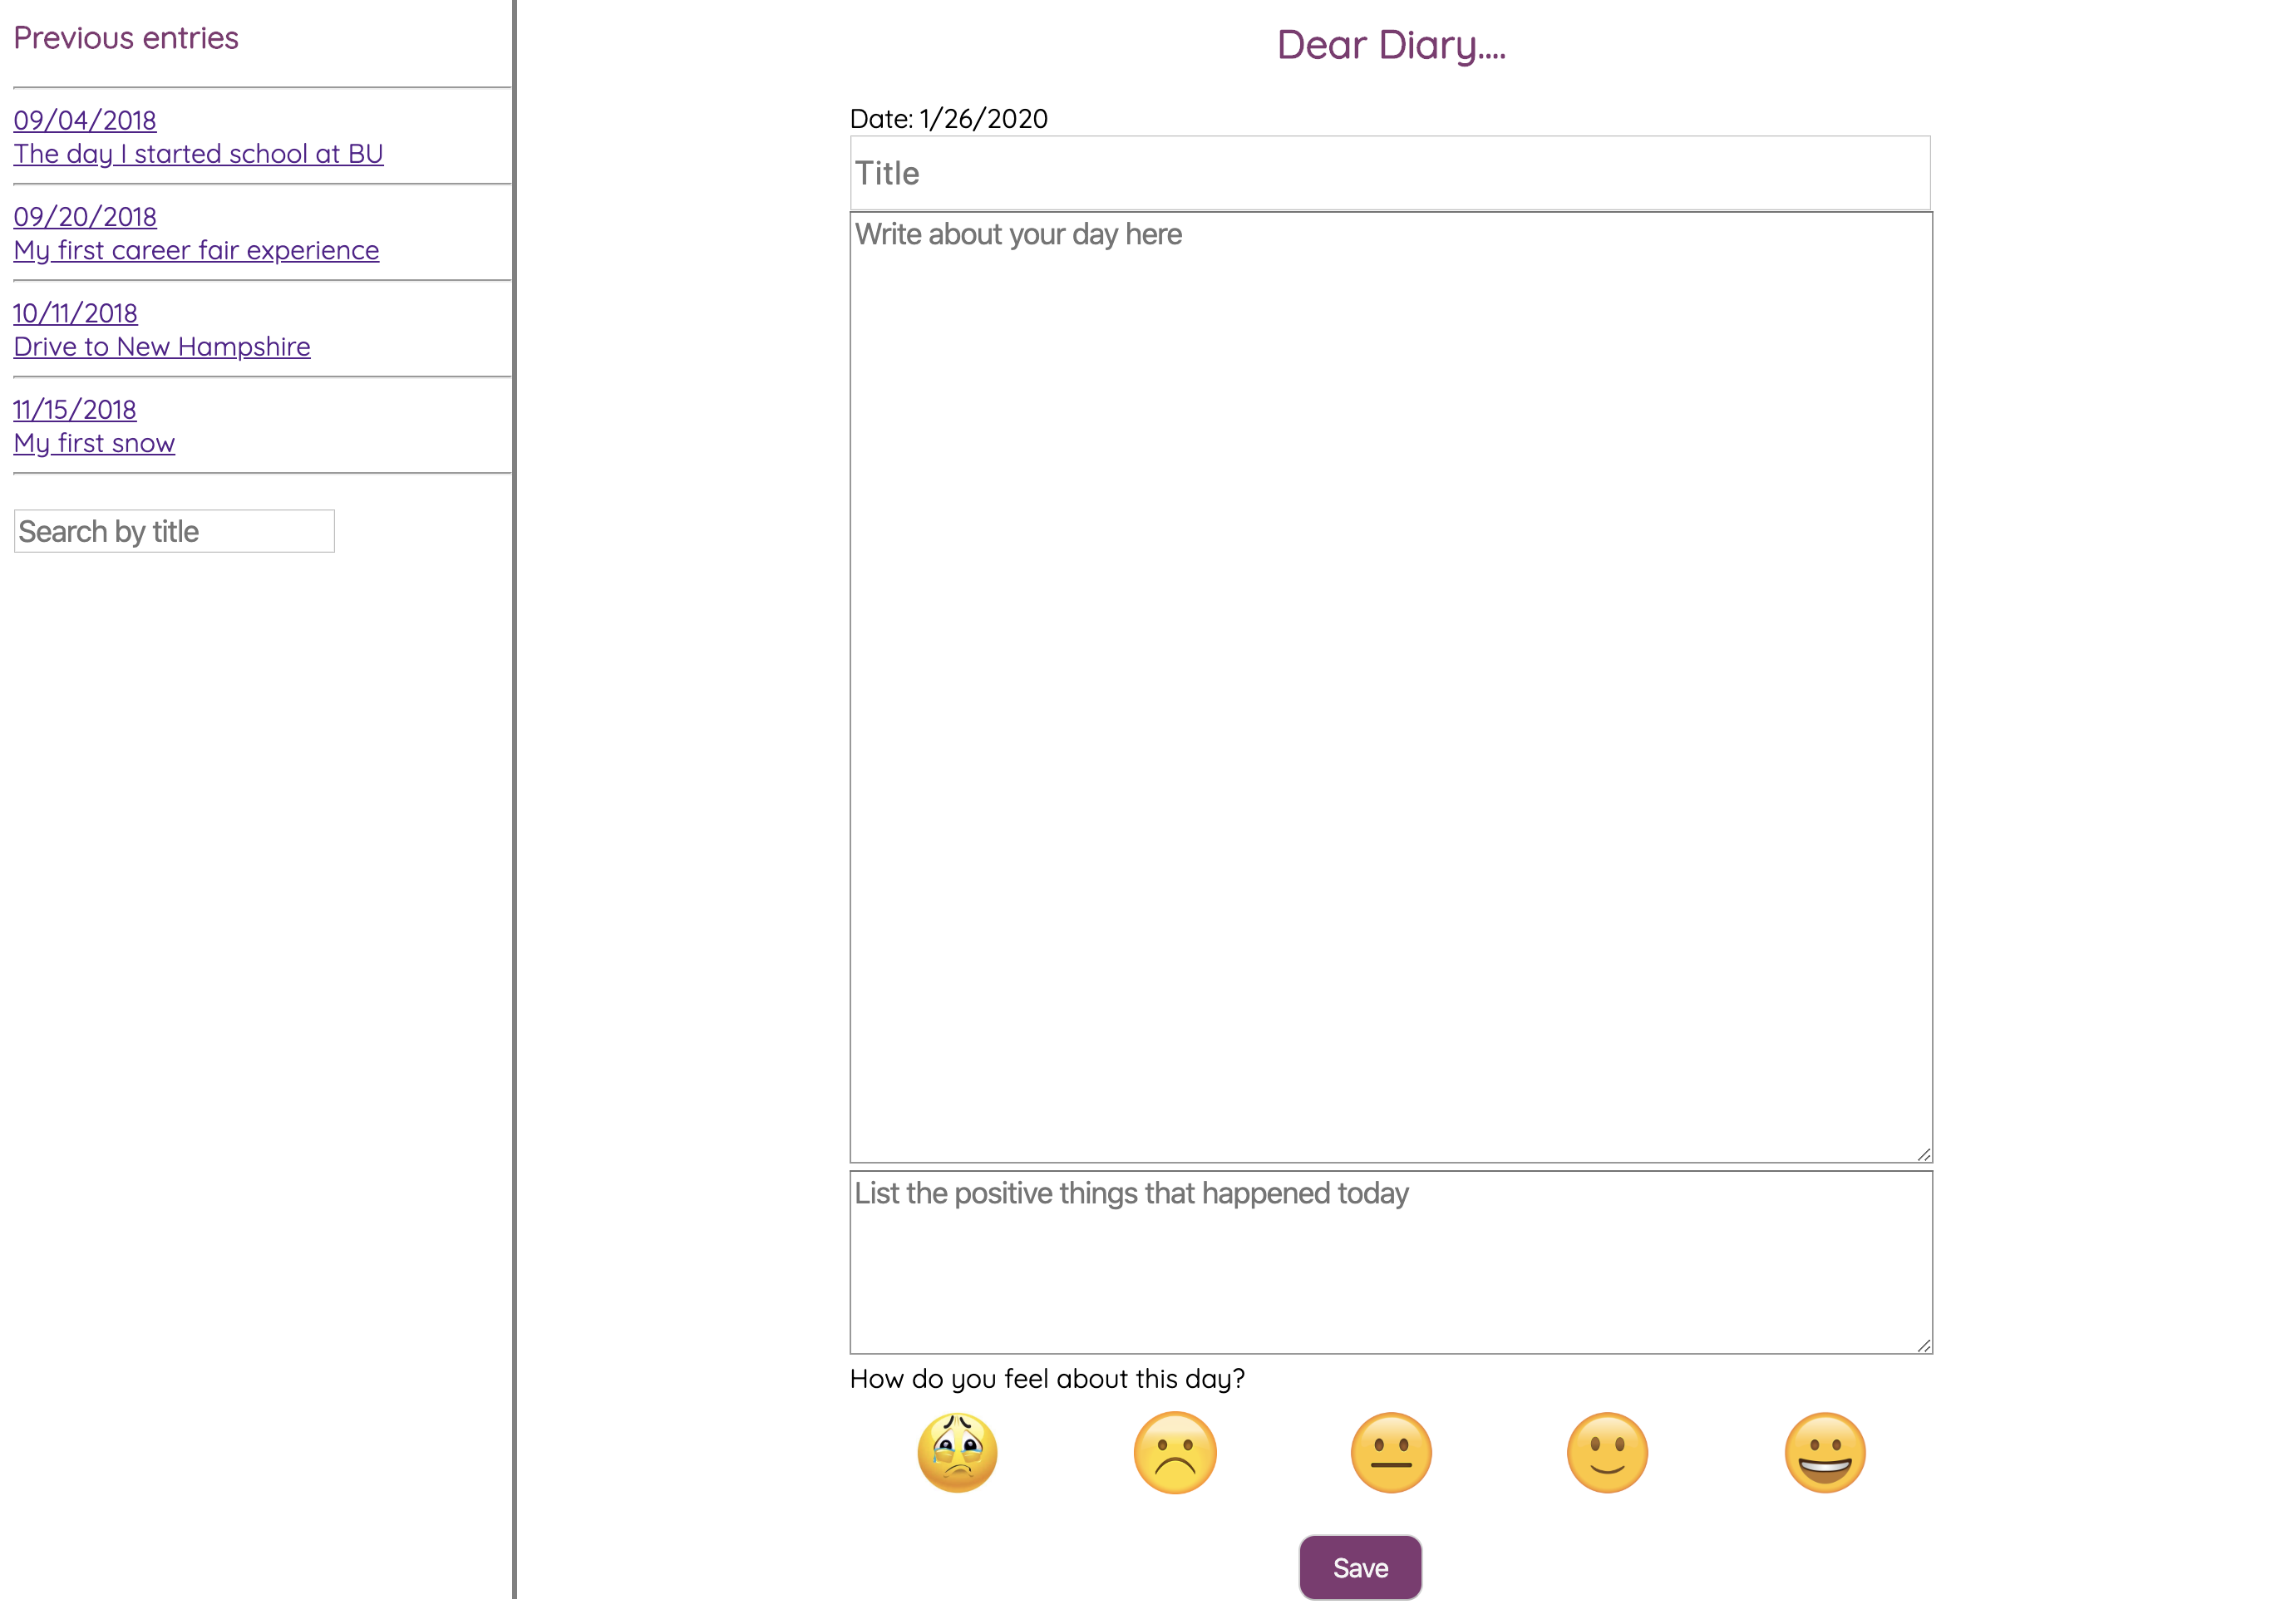 Previous entries
09/04/2018
The day I started school at BU
09/20/2018
My first career fair experience
10/11/2018
Drive to New Hampshire
11/15/2018
My first snow
Search by title
Dear Diary....
Date: 1/26/2020
Title
Write about your day here
List the positive things that happened today
How do you feel about this day?
Save